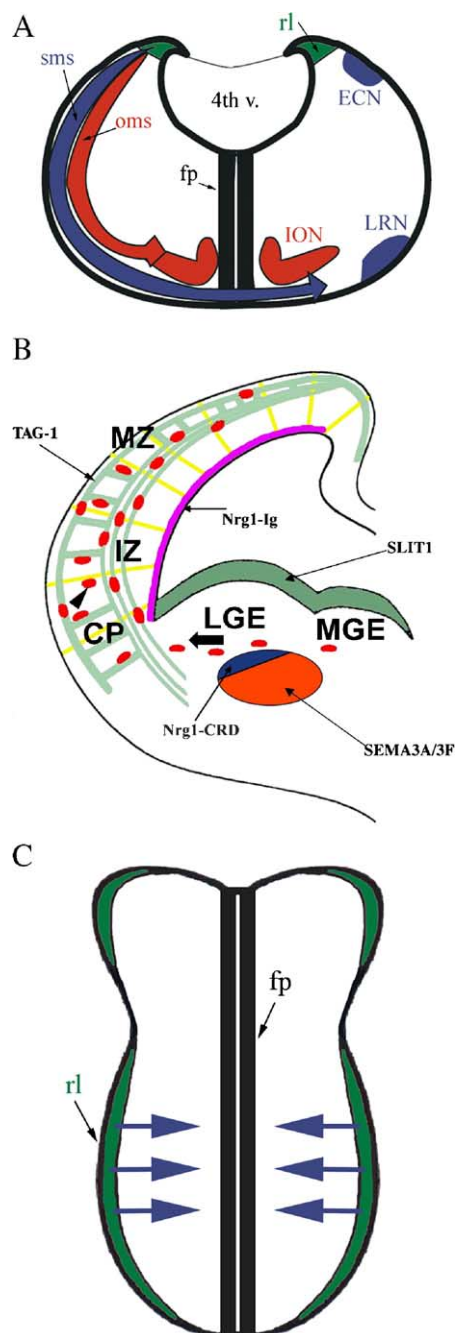 A
sms
rl
4th v.
ECN
oms
fp
ION
LRN
B
TAG-1
MZ
Nrg1-Ig
IZ
SLIT1
CP
LGE
MGE
Nrg1-CRD
SEMA3A/3F
C
fp
rl